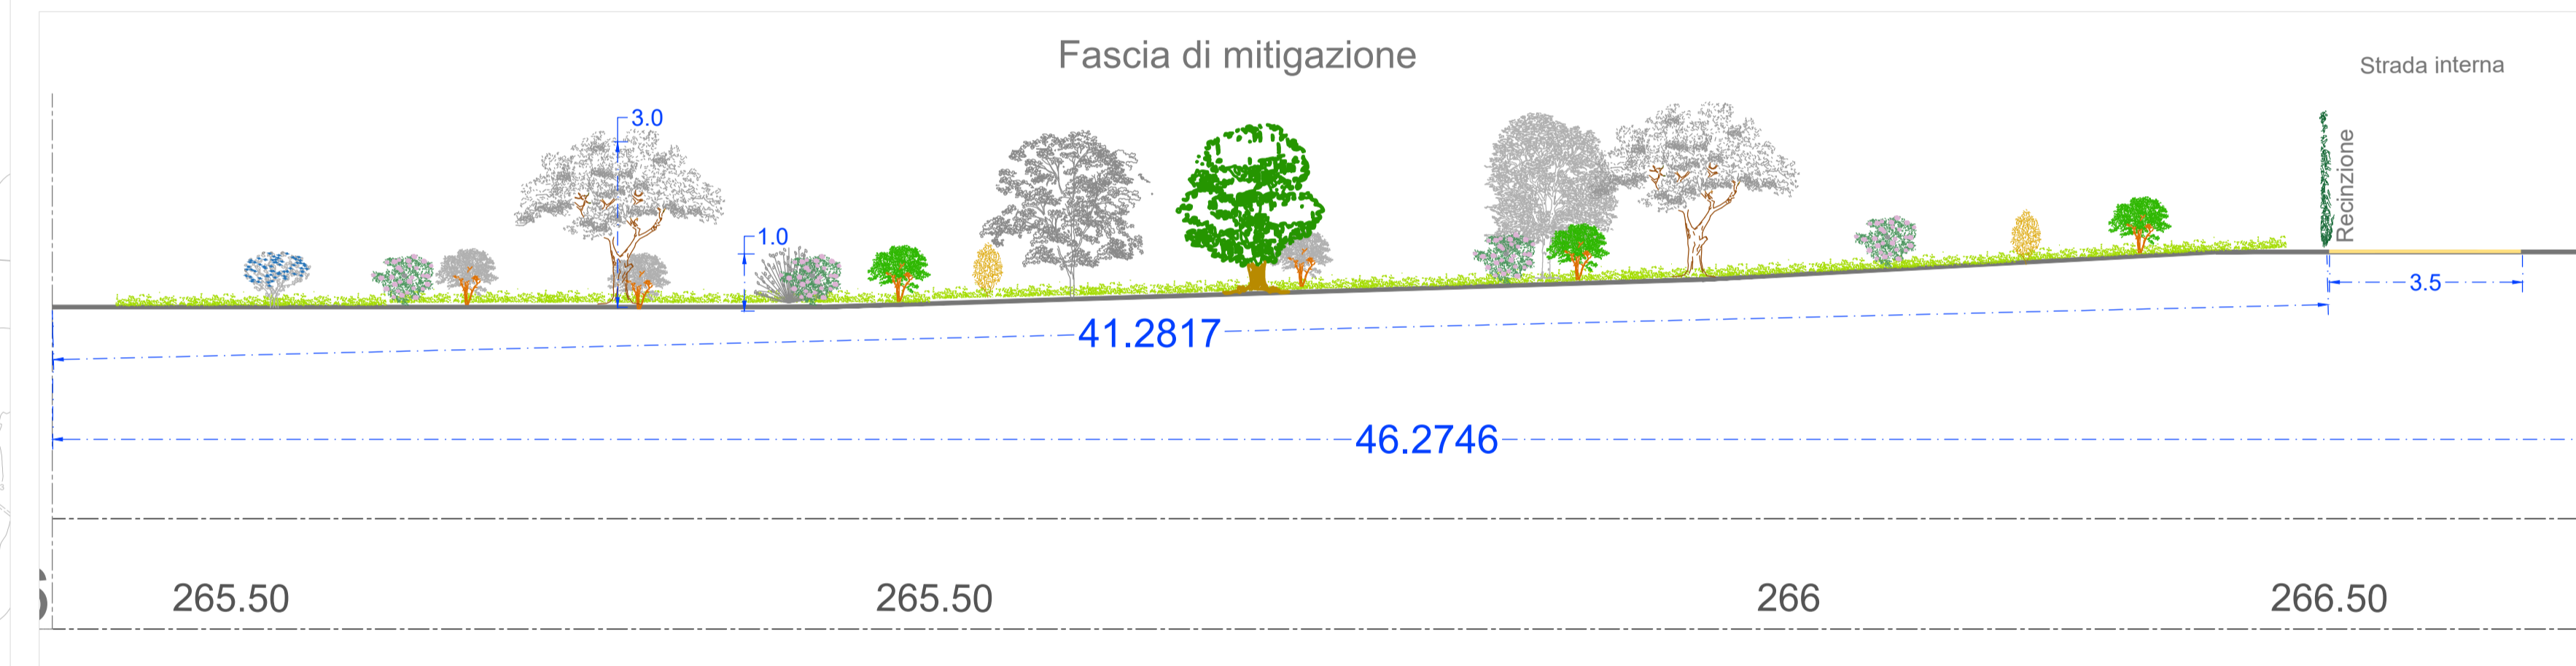 Fascia di mitigazione
Strada interna
3.0
1.0
Recinzione
3.5
41.2817
46.2746
265.50 265.50 266 266.50